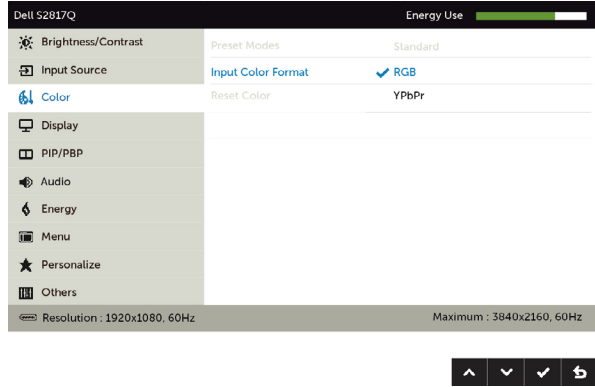 Dell S2817Q Energy Use
Brightness/Contrast Preset Modes Standard
Input Source Input Color Format RGB
Color Reset Color YPbPr
Display
PIP/PBP
Audio
Energy
Menu
Personalize
Others
Resolution : 1920x1080, 60Hz Maximum : 3840x2160, 60Hz